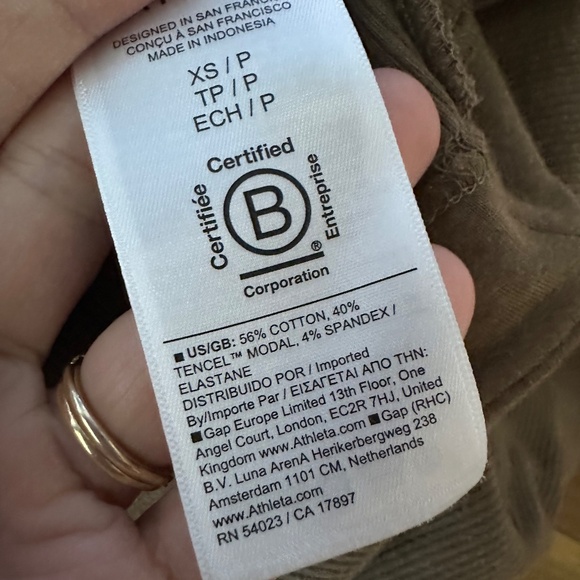 DESIGNED IN SAN FRANCISCO
CONÇU À SAN FRANCISCO
MADE IN INDONESIA
XS / P
TP / P
ECH / P
Certified
Certifiée
B
Entreprise
®
Corporation
■ US/GB: 56% COTTON, 40%
TENCEL™ MODAL, 4% SPANDEX /
ELASTANE
DISTRIBUIDO POR / Imported
By/Importe Par / ΕΙΣΑΓΕΤΑΙ ΑΠΟ ΤΗΝ:
■Gap Europe Limited 13th Floor, One
Angel Court, London, EC2R 7HJ, United
Kingdom www.Athleta.com ■ Gap (RHC)
B.V. Luna ArenA Herikerbergweg 238
Amsterdam 1101 CM, Netherlands
www.Athleta.com
RN 54023 / CA 17897